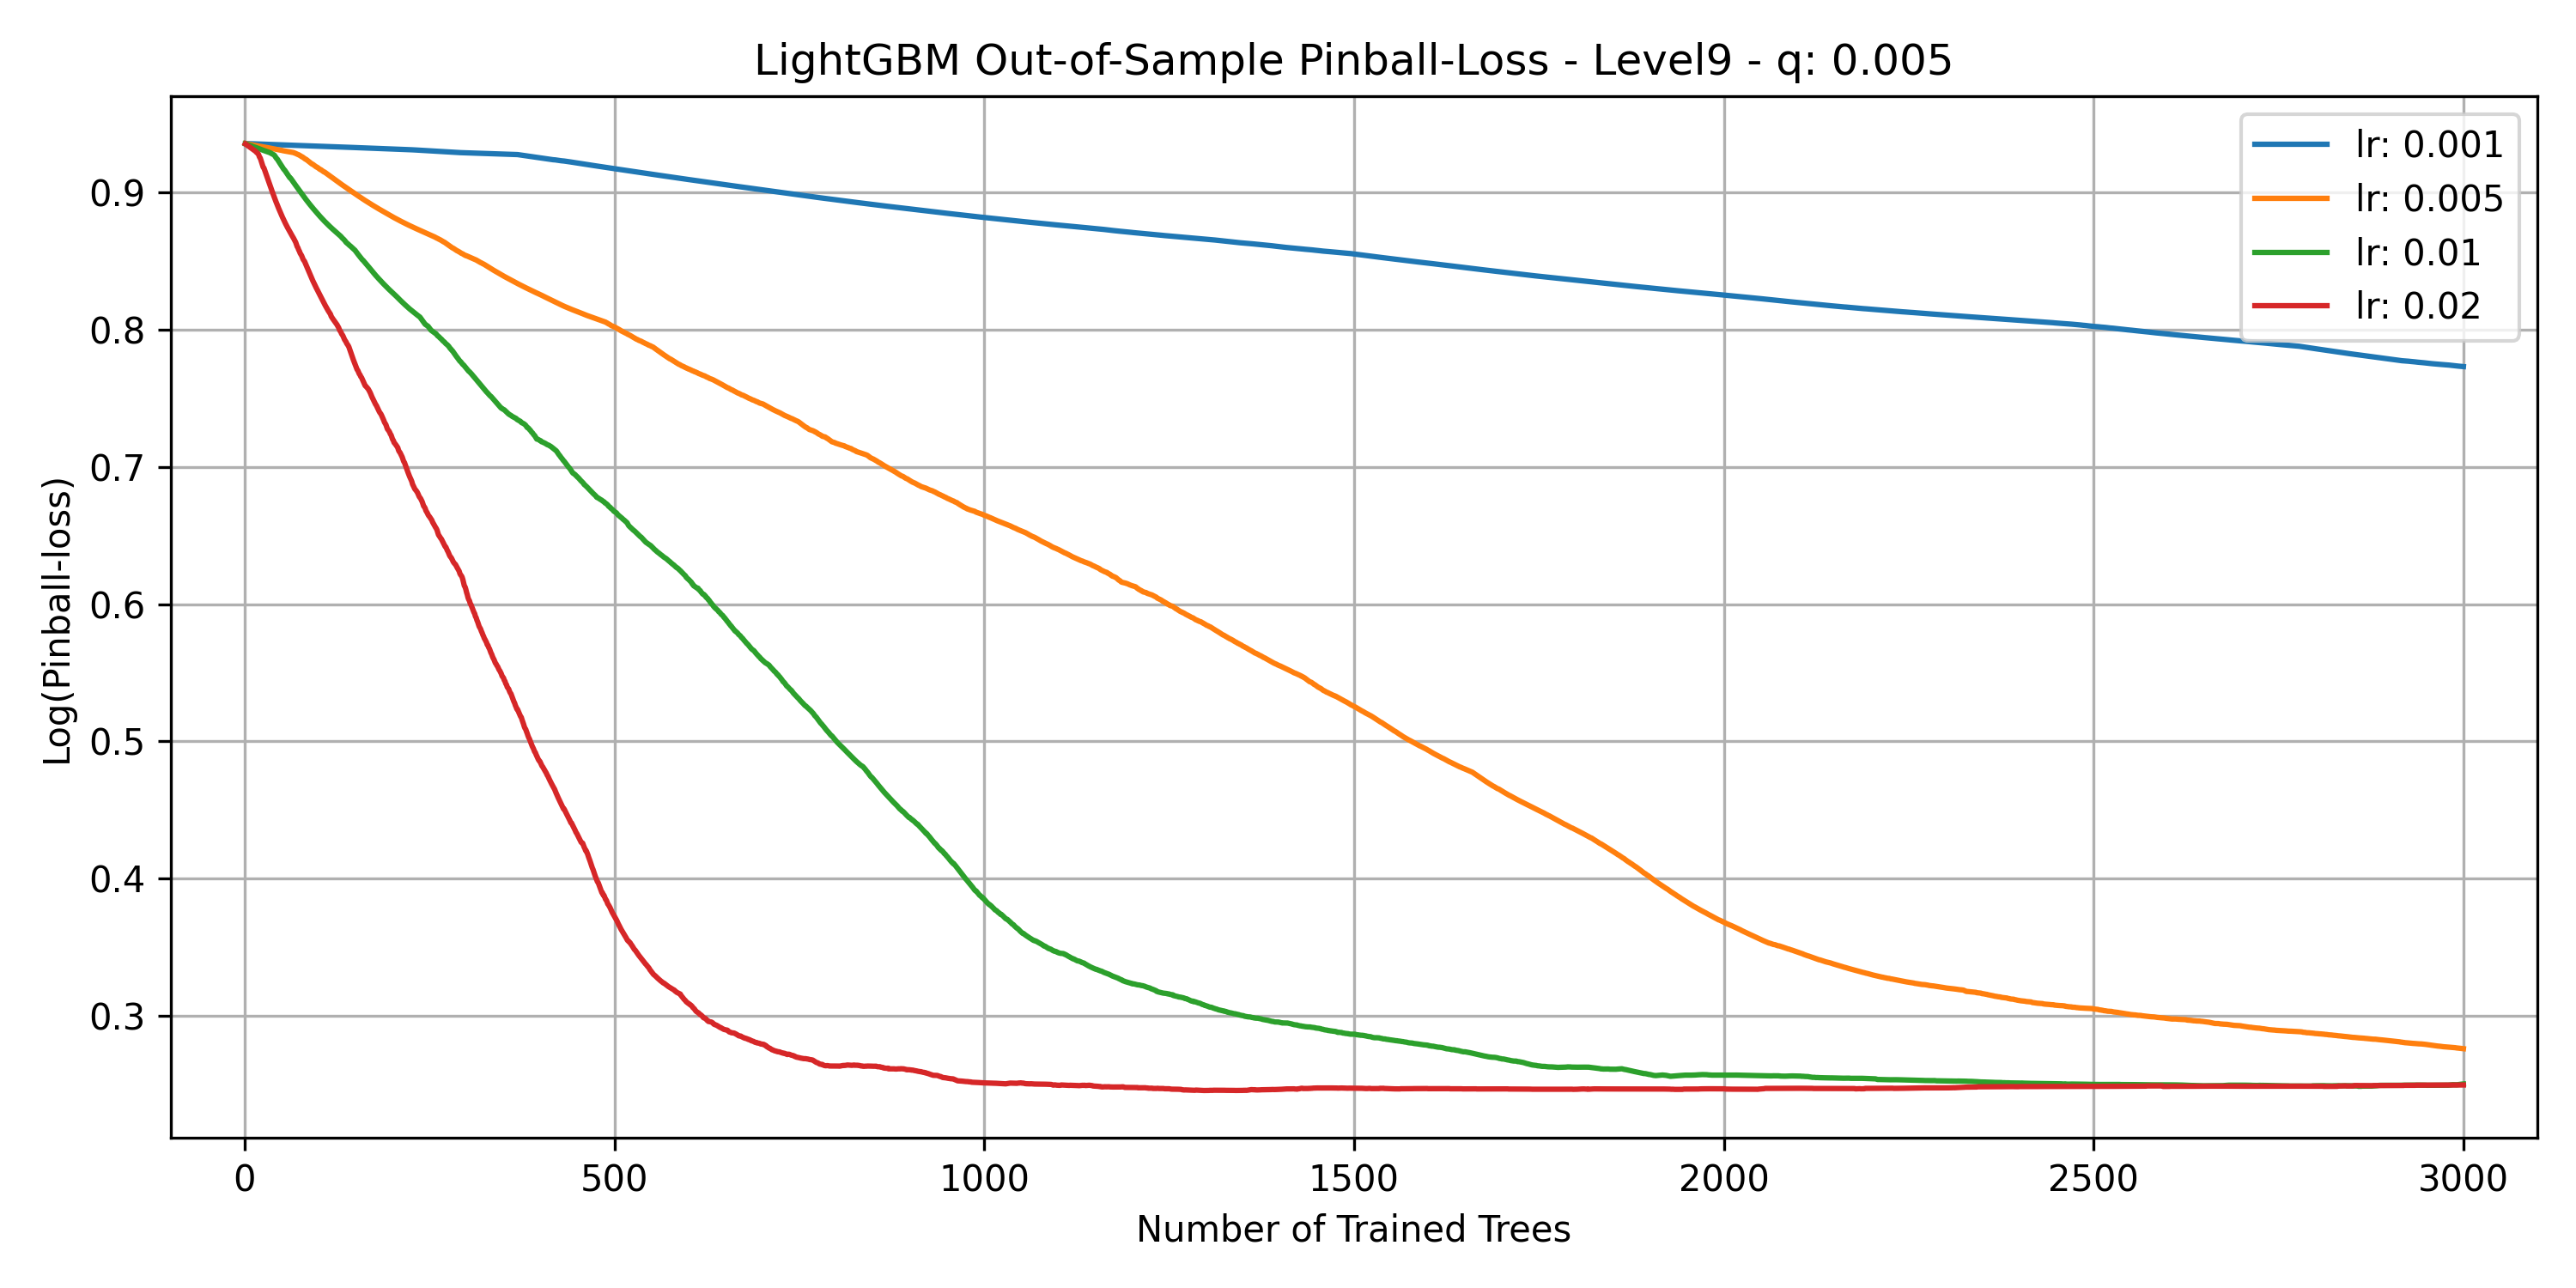 LightGBM Out-of-Sample Pinball-Loss - Level9 - q: 0.005
lr: 0.001
lr: 0.005
lr: 0.01
lr: 0.02
Log(Pinball-loss)
0.9
0.8
0.7
0.6
0.5
0.4
0.3
0 500 1000 1500 2000 2500 3000
Number of Trained Trees